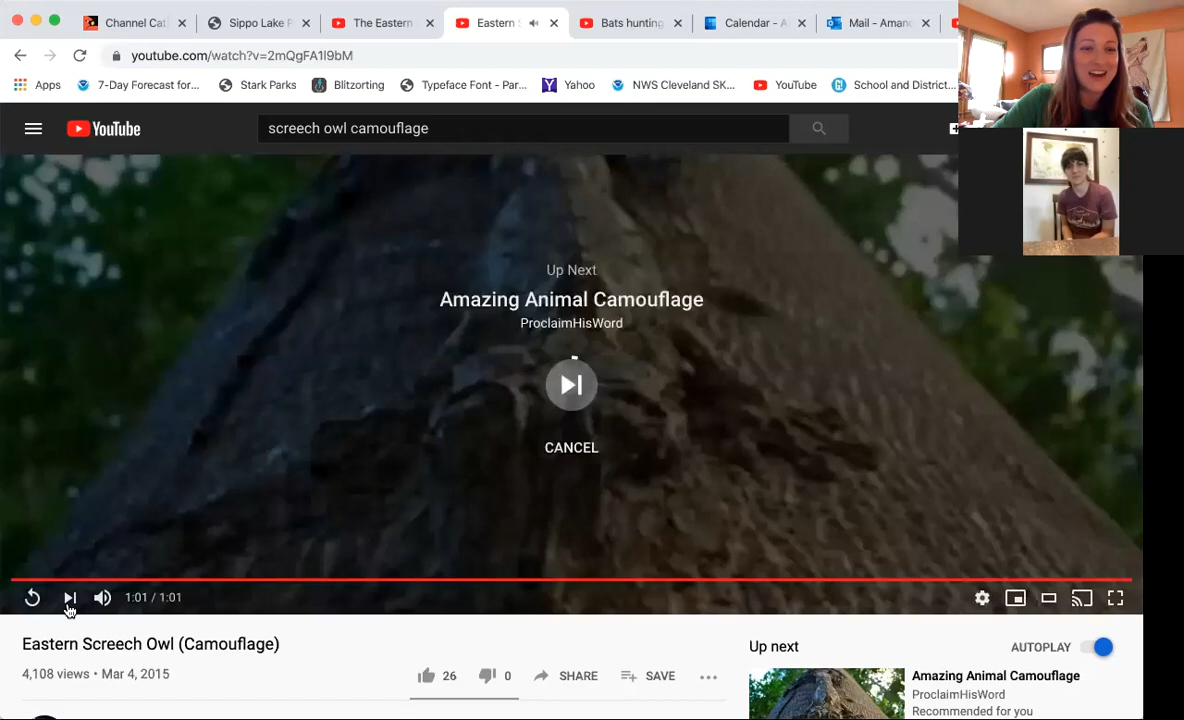 Channel Cat
Sippo Lake P
The Eastern
Eastern S
Bats hunting
Calendar - A
Mail - Aman
youtube.com/watch?v=2mQgFA1l9bM
Apps
7-Day Forecast for...
Stark Parks
Blitzorting
Typeface Font - Par...
Yahoo
NWS Cleveland SK...
YouTube
School and District...
YouTube
screech owl camouflage
Up Next
Amazing Animal Camouflage
ProclaimHisWord
CANCEL
1:01 / 1:01
Eastern Screech Owl (Camouflage)
4,108 views • Mar 4, 2015
26
0
SHARE
SAVE
Up next
AUTOPLAY
Amazing Animal Camouflage
ProclaimHisWord
Recommended for you